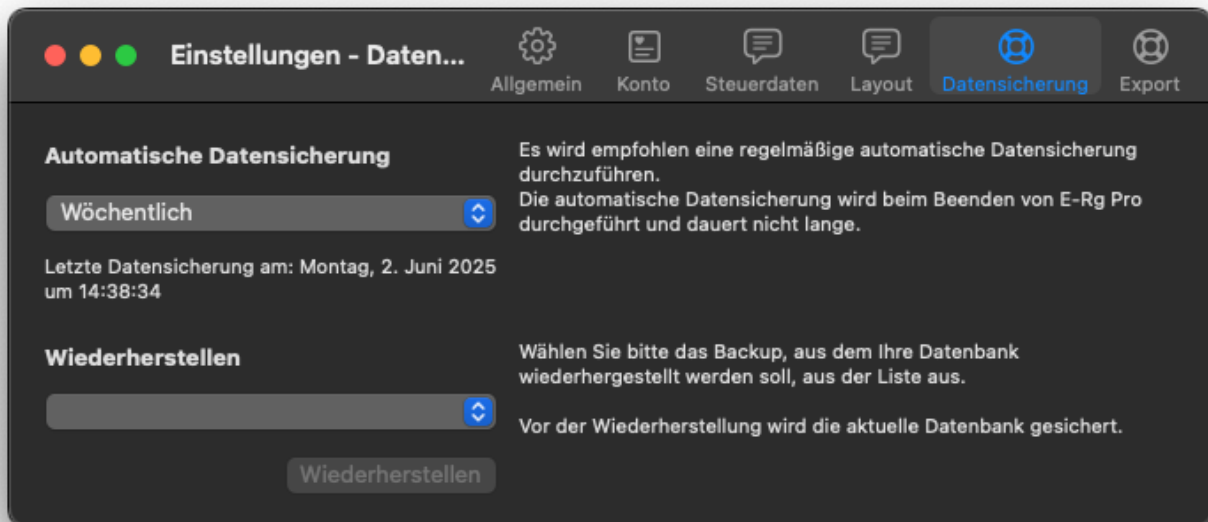 Einstellungen - Daten...
Allgemein
Konto
Steuerdaten
Layout
Datensicherung
Export
Automatische Datensicherung
Wöchentlich
Letzte Datensicherung am: Montag, 2. Juni 2025
um 14:38:34
Es wird empfohlen eine regelmäßige automatische Datensicherung
durchzuführen.
Die automatische Datensicherung wird beim Beenden von E-Rg Pro
durchgeführt und dauert nicht lange.
Wiederherstellen
Wählen Sie bitte das Backup, aus dem Ihre Datenbank
wiederhergestellt werden soll, aus der Liste aus.
Vor der Wiederherstellung wird die aktuelle Datenbank gesichert.
Wiederherstellen